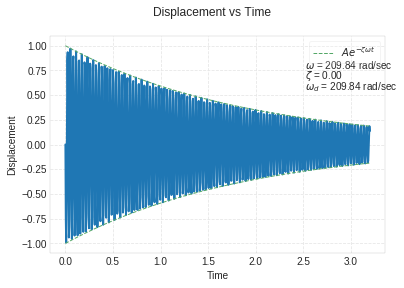 Displacement vs Time
Ae^{-ζωt}
ω = 209.84 rad/sec
ζ = 0.00
ω_d = 209.84 rad/sec
1.00
0.75
0.50
0.25
0.00
−0.25
−0.50
−0.75
−1.00
Displacement
0.0 0.5 1.0 1.5 2.0 2.5 3.0
Time